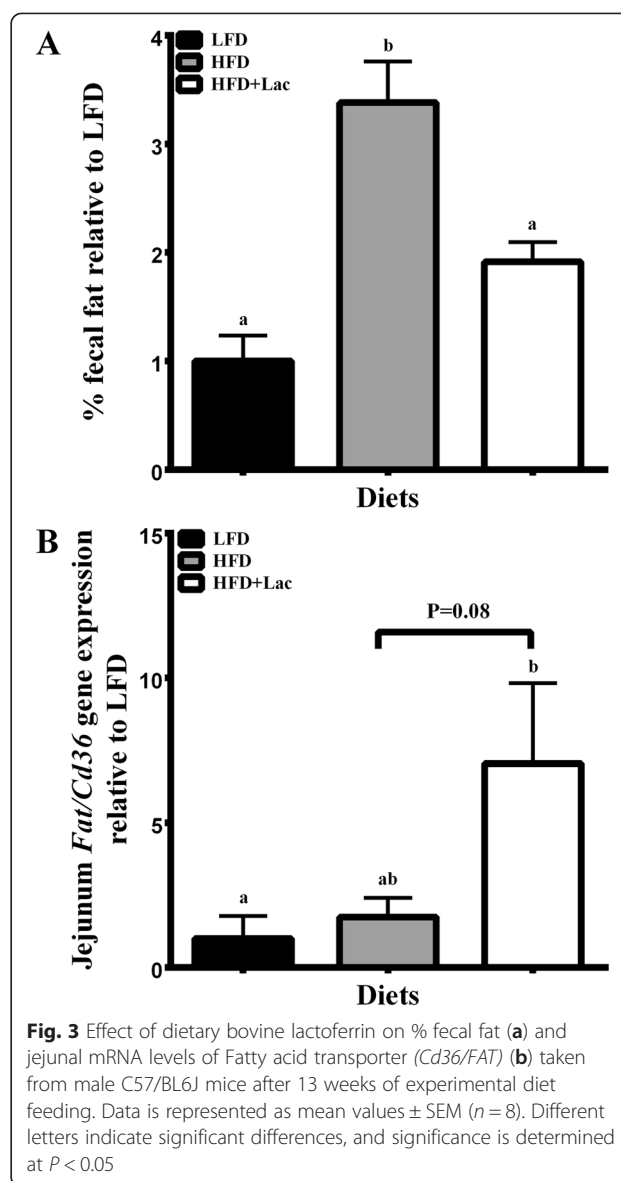 A
LFD
HFD
HFD+Lac
% fecal fat relative to LFD
4
3
2
1
0
a
b
a
Diets
B
LFD
HFD
HFD+Lac
Jejunum Fat/Cd36 gene expression
relative to LFD
15
10
5
0
P=0.08
a
ab
b
Diets
Fig. 3 Effect of dietary bovine lactoferrin on % fecal fat (a) and
jejunal mRNA levels of Fatty acid transporter (Cd36/FAT) (b) taken
from male C57/BL6J mice after 13 weeks of experimental diet
feeding. Data is represented as mean values ± SEM (n = 8). Different
letters indicate significant differences, and significance is determined
at P < 0.05